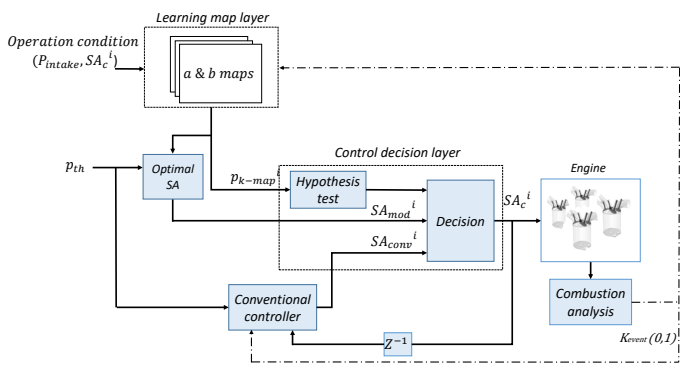 Learning map layer
Operation condition
(P_intake, SA_c^i)
a & b maps
p_th
Optimal
SA
Control decision layer
p_{k-map}^i
Hypothesis
test
SA_mod^i
SA_conv^i
Decision
SA_c^i
Engine
Conventional
controller
Combustion
analysis
Z^{-1}
K_event(0,1)